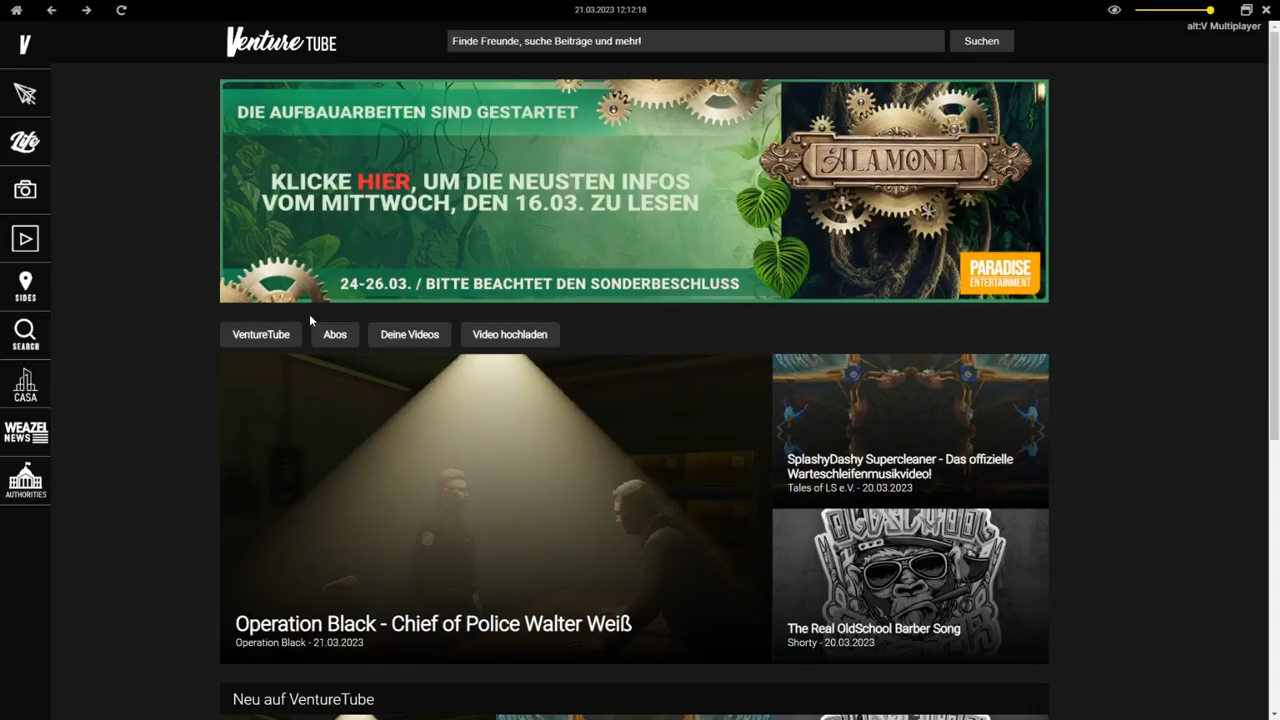 21.03.2023 12:12:18
alt:V Multiplayer
V
Venture TUBE
Finde Freunde, suche Beiträge und mehr!
Suchen
Life
SIDES
SEARCH
CASA
WEAZEL
NEWS
AUTHORITIES
DIE AUFBAUARBEITEN SIND GESTARTET
KLICKE HIER, UM DIE NEUSTEN INFOS
VOM MITTWOCH, DEN 16.03. ZU LESEN
24-26.03. / BITTE BEACHTET DEN SONDERBESCHLUSS
ALAMONIA
PARADISE
ENTERTAINMENT
VentureTube
Abos
Deine Videos
Video hochladen
Operation Black - Chief of Police Walter Weiß
Operation Black - 21.03.2023
SplashyDashy Supercleaner - Das offizielle
Warteschleifenmusikvideo!
Tales of LS e.V. - 20.03.2023
OLDSCHOOL
The Real OldSchool Barber Song
Shorty - 20.03.2023
Neu auf VentureTube